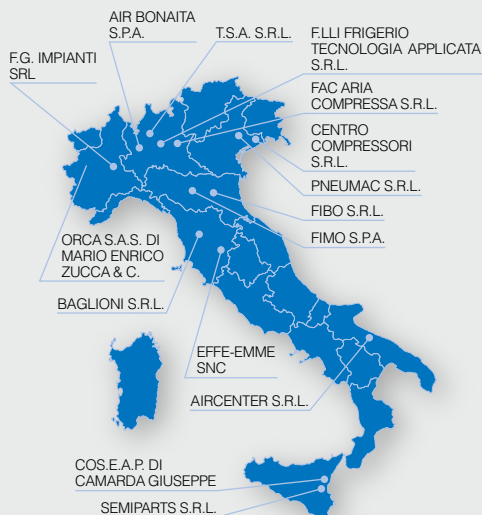 AIR BONAITA
S.P.A.
T.S.A. S.R.L.
F.LLI FRIGERIO
TECNOLOGIA APPLICATA
S.R.L.
F.G. IMPIANTI
SRL
FAC ARIA
COMPRESSA S.R.L.
CENTRO
COMPRESSORI
S.R.L.
PNEUMAC S.R.L.
FIBO S.R.L.
FIMO S.P.A.
ORCA S.A.S. DI
MARIO ENRICO
ZUCCA & C.
BAGLIONI S.R.L.
EFFE-EMME
SNC
AIRCENTER S.R.L.
COS.E.A.P. DI
CAMARDA GIUSEPPE
SEMIPARTS S.R.L.